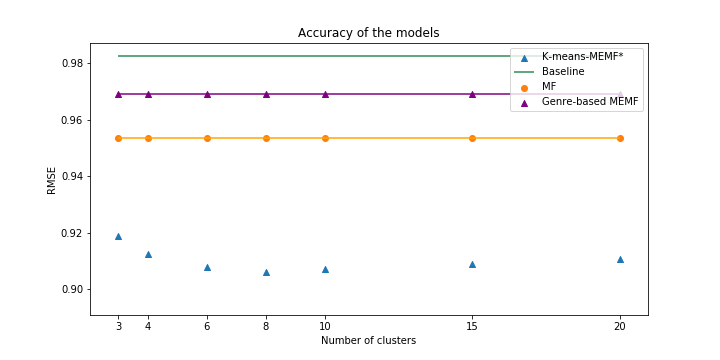 Accuracy of the models
K-means-MEMF*
Baseline
MF
Genre-based MEMF
RMSE
0.98
0.96
0.94
0.92
0.90
3 4 6 8 10 15 20
Number of clusters